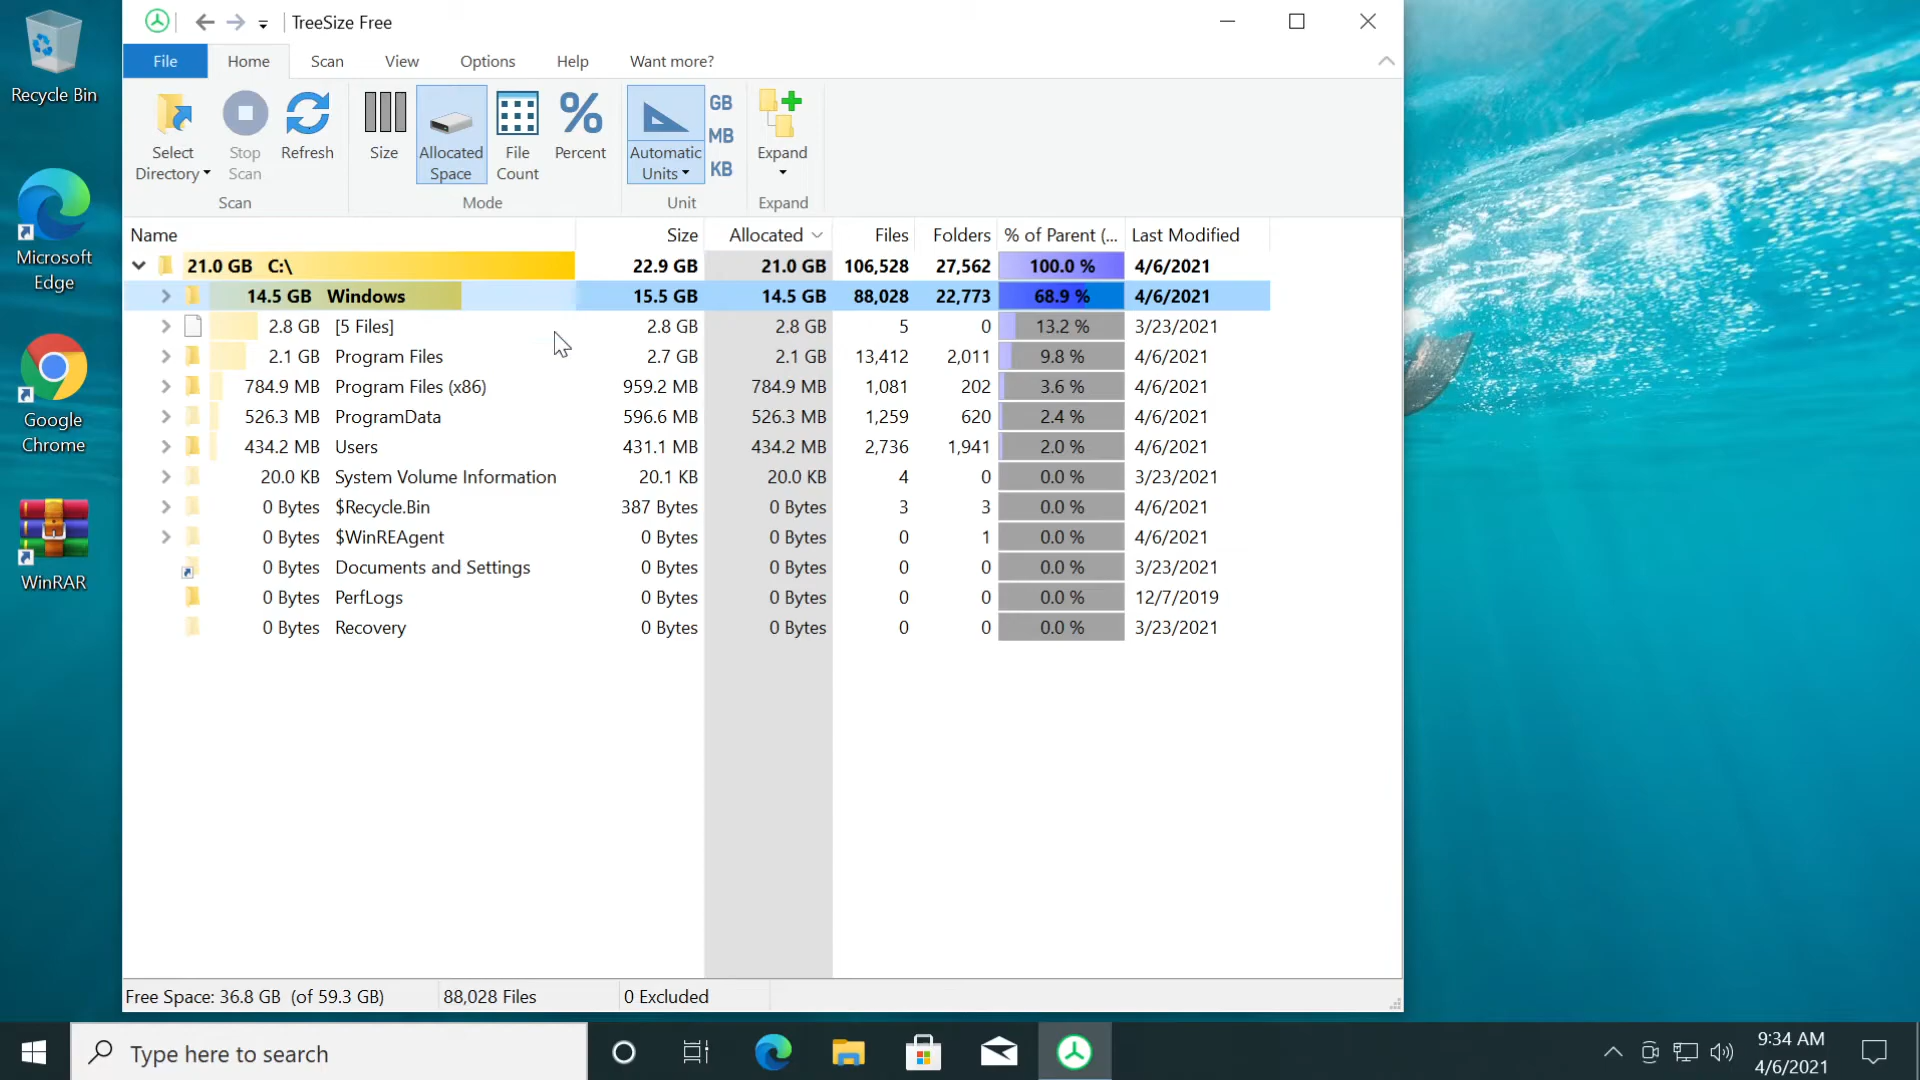 TreeSize Free
File Home Scan View Options Help Want more?
Select Directory
Stop Scan
Refresh
Size
Allocated Space
File Count
Percent
Automatic Units
GB
MB
KB
Expand
Scan Mode Unit Expand
Name Size Allocated Files Folders % of Parent (... Last Modified
21.0 GB C:\ 22.9 GB 21.0 GB 106,528 27,562 100.0 % 4/6/2021
14.5 GB Windows 15.5 GB 14.5 GB 88,028 22,773 68.9 % 4/6/2021
2.8 GB [5 Files] 2.8 GB 2.8 GB 5 0 13.2 % 3/23/2021
2.1 GB Program Files 2.7 GB 2.1 GB 13,412 2,011 9.8 % 4/6/2021
784.9 MB Program Files (x86) 959.2 MB 784.9 MB 1,081 202 3.6 % 4/6/2021
526.3 MB ProgramData 596.6 MB 526.3 MB 1,259 620 2.4 % 4/6/2021
434.2 MB Users 431.1 MB 434.2 MB 2,736 1,941 2.0 % 4/6/2021
20.0 KB System Volume Information 20.1 KB 20.0 KB 4 0 0.0 % 3/23/2021
0 Bytes $Recycle.Bin 387 Bytes 0 Bytes 3 3 0.0 % 4/6/2021
0 Bytes $WinREAgent 0 Bytes 0 Bytes 0 1 0.0 % 4/6/2021
0 Bytes Documents and Settings 0 Bytes 0 Bytes 0 0 0.0 % 3/23/2021
0 Bytes PerfLogs 0 Bytes 0 Bytes 0 0 0.0 % 12/7/2019
0 Bytes Recovery 0 Bytes 0 Bytes 0 0 0.0 % 3/23/2021
Free Space: 36.8 GB (of 59.3 GB) 88,028 Files 0 Excluded
Recycle Bin
Microsoft
Edge
Google
Chrome
WinRAR
Type here to search
9:34 AM
4/6/2021